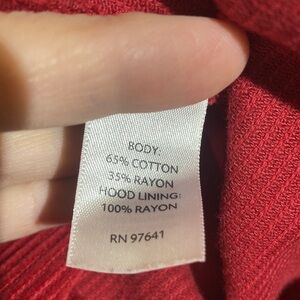 BODY:
65% COTTON
35% RAYON
HOOD LINING:
100% RAYON
RN 97641